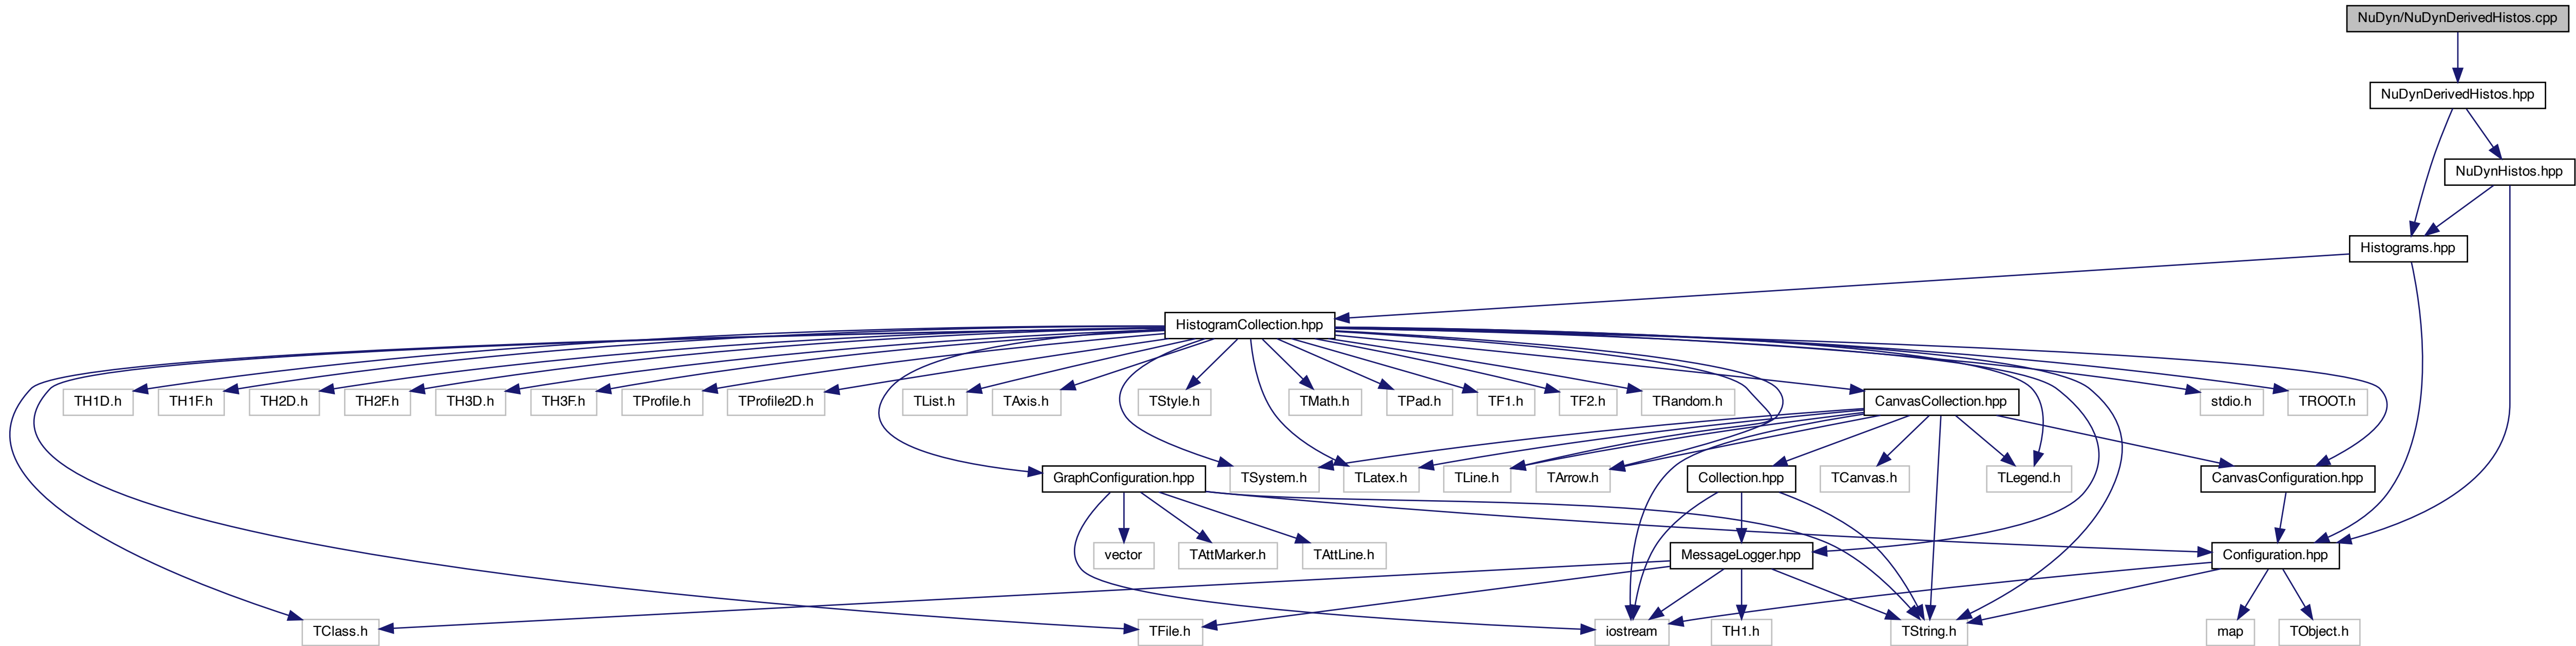 NuDyn/NuDynDerivedHistos.cpp
NuDynDerivedHistos.hpp
NuDynHistos.hpp
Histograms.hpp
HistogramCollection.hpp
TH1D.h
TH1F.h
TH2D.h
TH2F.h
TH3D.h
TH3F.h
TProfile.h
TProfile2D.h
TList.h
TAxis.h
TStyle.h
TMath.h
TPad.h
TF1.h
TF2.h
TRandom.h
CanvasCollection.hpp
stdio.h
TROOT.h
GraphConfiguration.hpp
TSystem.h
TLatex.h
TLine.h
TArrow.h
Collection.hpp
TCanvas.h
TLegend.h
CanvasConfiguration.hpp
vector
TAttMarker.h
TAttLine.h
MessageLogger.hpp
Configuration.hpp
TClass.h
TFile.h
iostream
TH1.h
TString.h
map
TObject.h